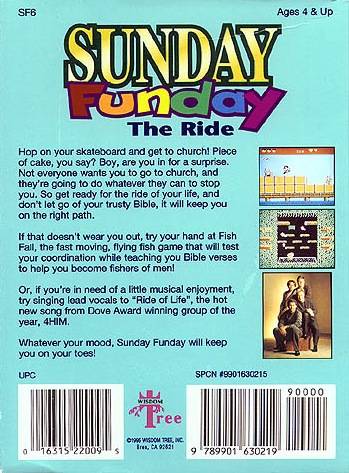 SF6
Ages 4 & Up
SUNDAY
Funday
The Ride
Hop on your skateboard and get to church! Piece
of cake, you say? Boy, are you in for a surprise.
Not everyone wants you to go to church, and
they're going to do whatever they can to stop
you. So get ready for the ride of your life, and
don't let go of your trusty Bible, it will keep you
on the right path.
If that doesn't wear you out, try your hand at Fish
Fall, the fast moving, flying fish game that will test
your coordination while teaching you Bible verses
to help you become fishers of men!
Or, if you're in need of a little musical enjoyment,
try singing lead vocals to "Ride of Life", the hot
new song from Dove Award winning group of the
year, 4HIM.
Whatever your mood, Sunday Funday will keep
you on your toes!
UPC
SPCN #9901630215
WISDOM
Tree
©1995 WISDOM TREE, INC.
Brea, CA 92621
0 16315 22009 5
90000
9 789901 630219